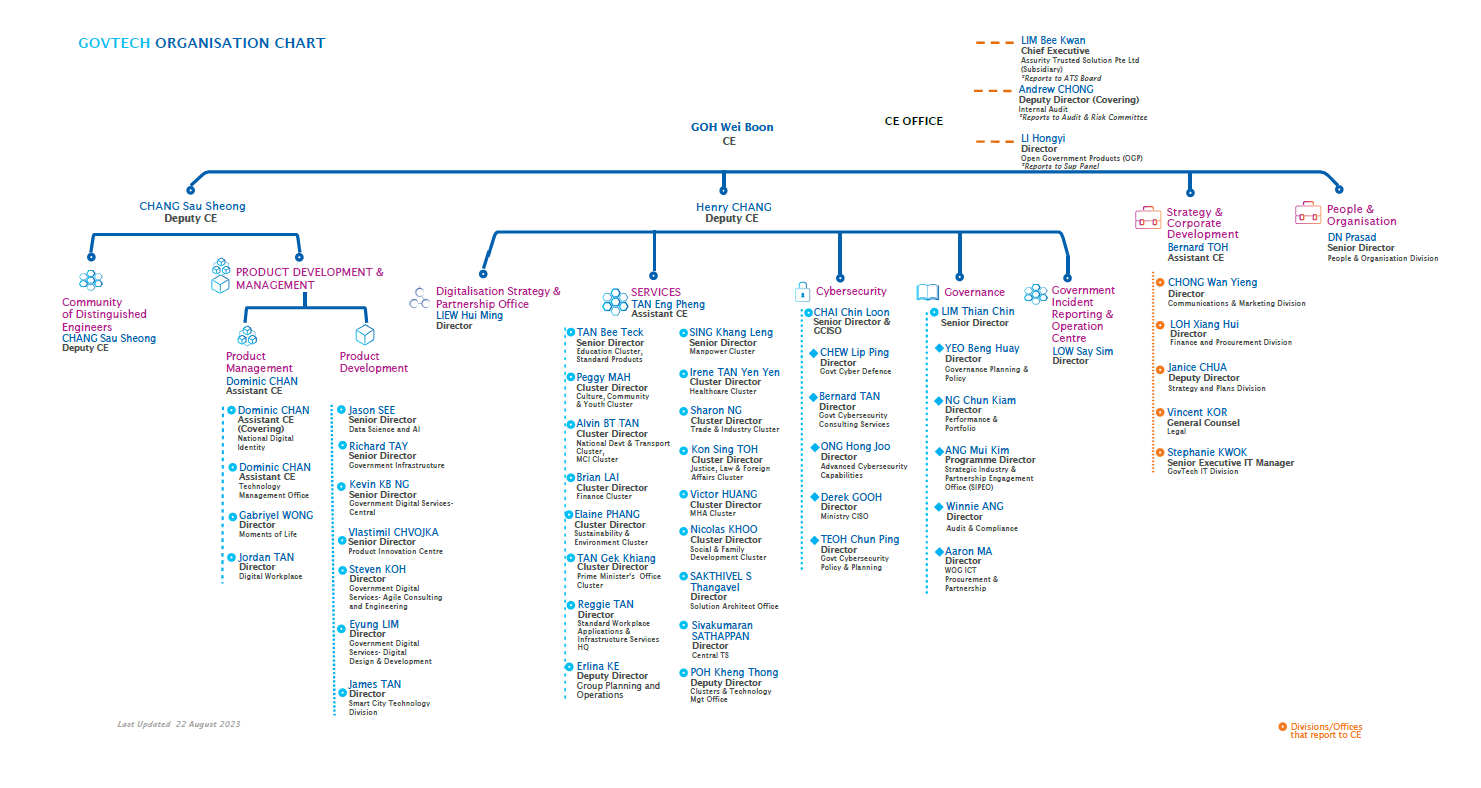 GOVTECH ORGANISATION CHART
LIM Bee Kwan
Chief Executive
Assurity Trusted Solution Pte Ltd
(Subsidiary)
*Reports to ATS Board
Andrew CHONG
Deputy Director (Covering)
Internal Audit
*Reports to Audit & Risk Committee
CE OFFICE
LI Hongyi
Director
Open Government Products (OGP)
*Reports to Sup Panel
GOH Wei Boon
CE
CHANG Sau Sheong
Deputy CE
Community
of Distinguished
Engineers
CHANG Sau Sheong
Deputy CE
PRODUCT DEVELOPMENT &
MANAGEMENT
Product
Management
Dominic CHAN
Assistant CE
Dominic CHAN
Assistant CE
(Covering)
National Digital
Identity
Dominic CHAN
Assistant CE
Technology
Management Office
Gabriyel WONG
Director
Moments of Life
Jordan TAN
Director
Digital Workplace
Product
Development
Jason SEE
Senior Director
Data Science and AI
Richard TAY
Senior Director
Government Infrastructure
Kevin KB NG
Senior Director
Government Digital Services-
Central
Vlastimil CHVOJKA
Senior Director
Product Innovation Centre
Steven KOH
Director
Government Digital
Services- Agile Consulting
and Engineering
Eyung LIM
Director
Government Digital
Services- Digital
Design & Development
James TAN
Director
Smart City Technology
Division
Henry CHANG
Deputy CE
Digitalisation Strategy &
Partnership Office
LIEW Hui Ming
Director
SERVICES
TAN Eng Pheng
Assistant CE
TAN Bee Teck
Senior Director
Education Cluster,
Standard Products
Peggy MAH
Cluster Director
Culture, Community
& Youth Cluster
Alvin BT TAN
Cluster Director
National Devt & Transport
Cluster,
MCI Cluster
Brian LAI
Cluster Director
Finance Cluster
Elaine PHANG
Cluster Director
Sustainability &
Environment Cluster
TAN Gek Khiang
Cluster Director
Prime Minister's Office
Cluster
Reggie TAN
Director
Standard Workplace
Applications &
Infrastructure Services
HQ
Erlina KE
Deputy Director
Group Planning and
Operations
SING Khang Leng
Senior Director
Manpower Cluster
Irene TAN Yen Yen
Cluster Director
Healthcare Cluster
Sharon NG
Cluster Director
Trade & Industry Cluster
Kon Sing TOH
Cluster Director
Justice, Law & Foreign
Affairs Cluster
Victor HUANG
Cluster Director
MHA Cluster
Nicolas KHOO
Cluster Director
Social & Family
Development Cluster
SAKTHIVEL S
Thangavel
Director
Solution Architect Office
Sivakumaran
SATHAPPAN
Director
Central TS
POH Kheng Thong
Deputy Director
Clusters & Technology
Mgt Office
Cybersecurity
CHAI Chin Loon
Senior Director &
GCISO
CHEW Lip Ping
Director
Govt Cyber Defence
Bernard TAN
Director
Govt Cybersecurity
Consulting Services
ONG Hong Joo
Director
Advanced Cybersecurity
Capabilities
Derek GOOH
Director
Ministry CISO
TEOH Chun Ping
Director
Govt Cybersecurity
Policy & Planning
Governance
LIM Thian Chin
Senior Director
YEO Beng Huay
Director
Governance Planning &
Policy
NG Chun Kiam
Director
Performance &
Portfolio
ANG Mui Kim
Programme Director
Strategic Industry &
Partnership Engagement
Office (SIPEO)
Winnie ANG
Director
Audit & Compliance
Aaron MA
Director
WOG ICT
Procurement &
Partnership
Government
Incident
Reporting &
Operation
Centre
LOW Say Sim
Director
Strategy &
Corporate
Development
Bernard TOH
Assistant CE
CHONG Wan Yieng
Director
Communications & Marketing Division
LOH Xiang Hui
Director
Finance and Procurement Division
Janice CHUA
Deputy Director
Strategy and Plans Division
Vincent KOR
General Counsel
Legal
Stephanie KWOK
Senior Executive IT Manager
GovTech IT Division
People &
Organisation
DN Prasad
Senior Director
People & Organisation Division
Last Updated 22 August 2023
Divisions/Offices
that report to CE